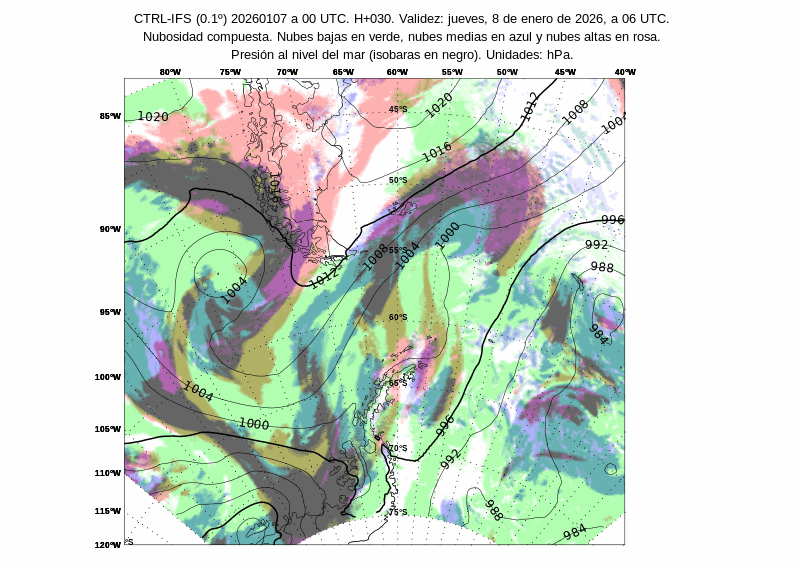 CTRL-IFS (0.1º) 20260107 a 00 UTC. H+030. Validez: jueves, 8 de enero de 2026, a 06 UTC.
Nubosidad compuesta. Nubes bajas en verde, nubes medias en azul y nubes altas en rosa.
Presión al nivel del mar (isobaras en negro). Unidades: hPa.
80°W 75°W 70°W 65°W 60°W 55°W 50°W 45°W 40°W
1020 1012 1008
85°W 1020 45°S 1004
1016
50°S
1016
90°W 1000 996
1008 1004 55°S 992
1012 988
1004
95°W 60°S 984
100°W 65°S
1004
105°W 1000 996
70°S
110°W 992
115°W 75°S 988
984
120°W °S